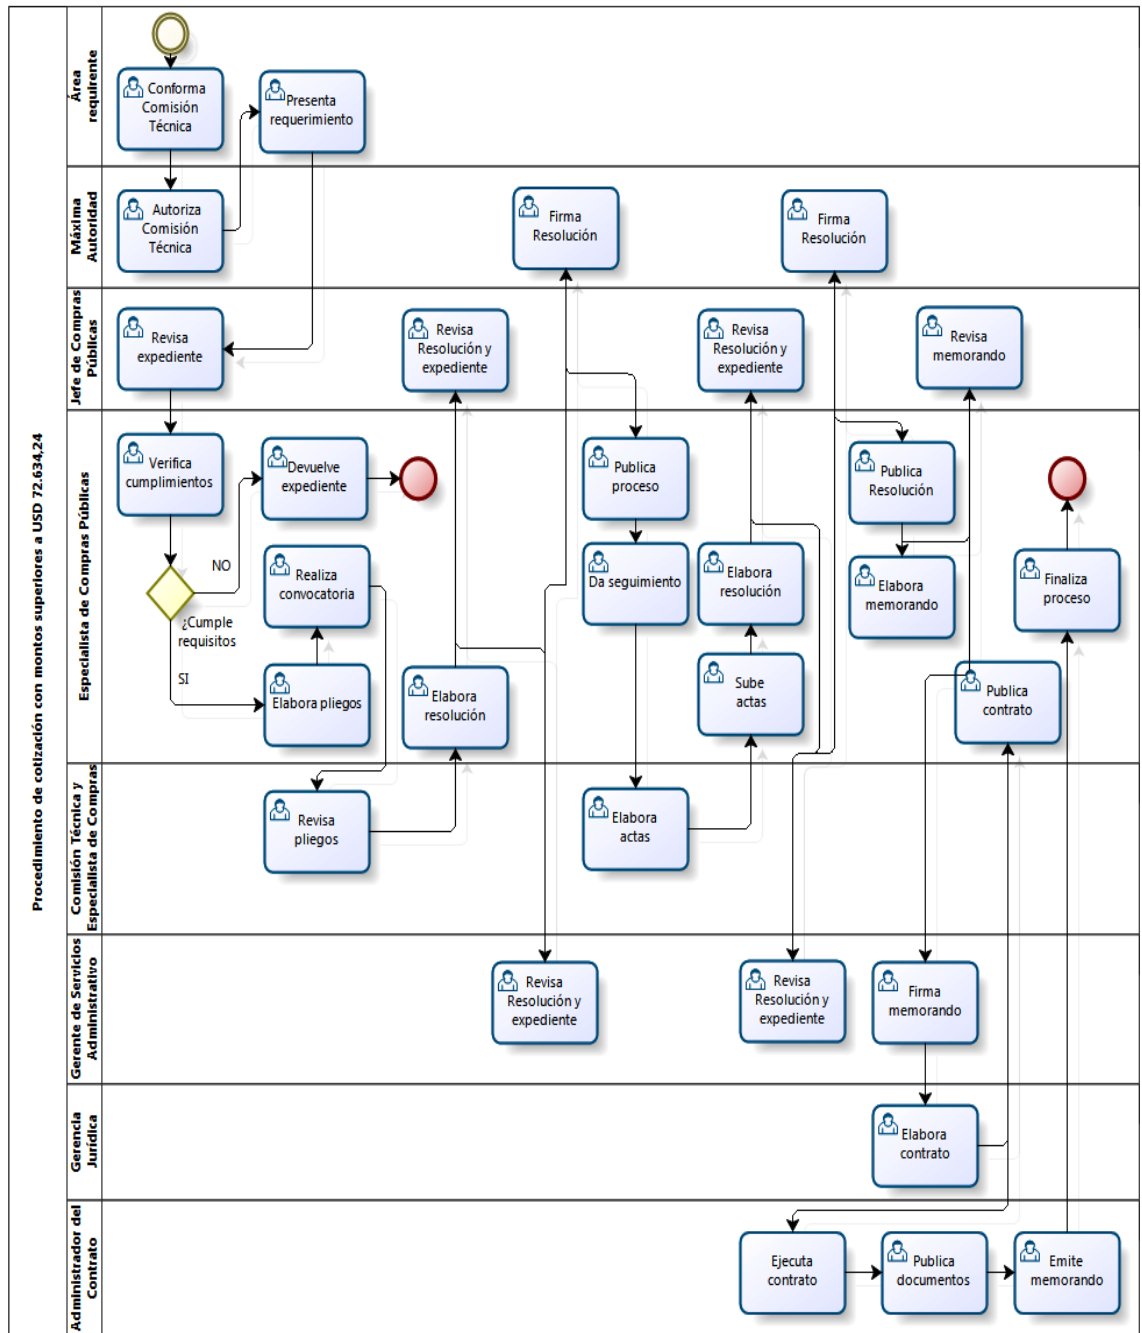 Procedimiento de cotización con montos superiores a USD 72.634,24
Área
requirente
Conforma
Comisión
Técnica
Presenta
requerimiento
Máxima
Autoridad
Autoriza
Comisión
Técnica
Firma
Resolución
Firma
Resolución
Jefe de Compras
Públicas
Revisa
expediente
Revisa
Resolución y
expediente
Revisa
Resolución y
expediente
Revisa
memorando
Especialista de Compras Públicas
Verifica
cumplimientos
Devuelve
expediente
Publica
proceso
Publica
Resolución
NO
¿Cumple
requisitos
SI
Realiza
convocatoria
Da seguimiento
Elabora
resolución
Elabora
memorando
Finaliza
proceso
Elabora pliegos
Elabora
resolución
Sube
actas
Publica
contrato
Comisión Técnica y
Especialista de Compras
Revisa
pliegos
Elabora
actas
Gerente de Servicios
Administrativo
Revisa
Resolución y
expediente
Revisa
Resolución y
expediente
Firma
memorando
Gerencia
Jurídica
Elabora
contrato
Administrador del
Contrato
Ejecuta
contrato
Publica
documentos
Emite
memorando